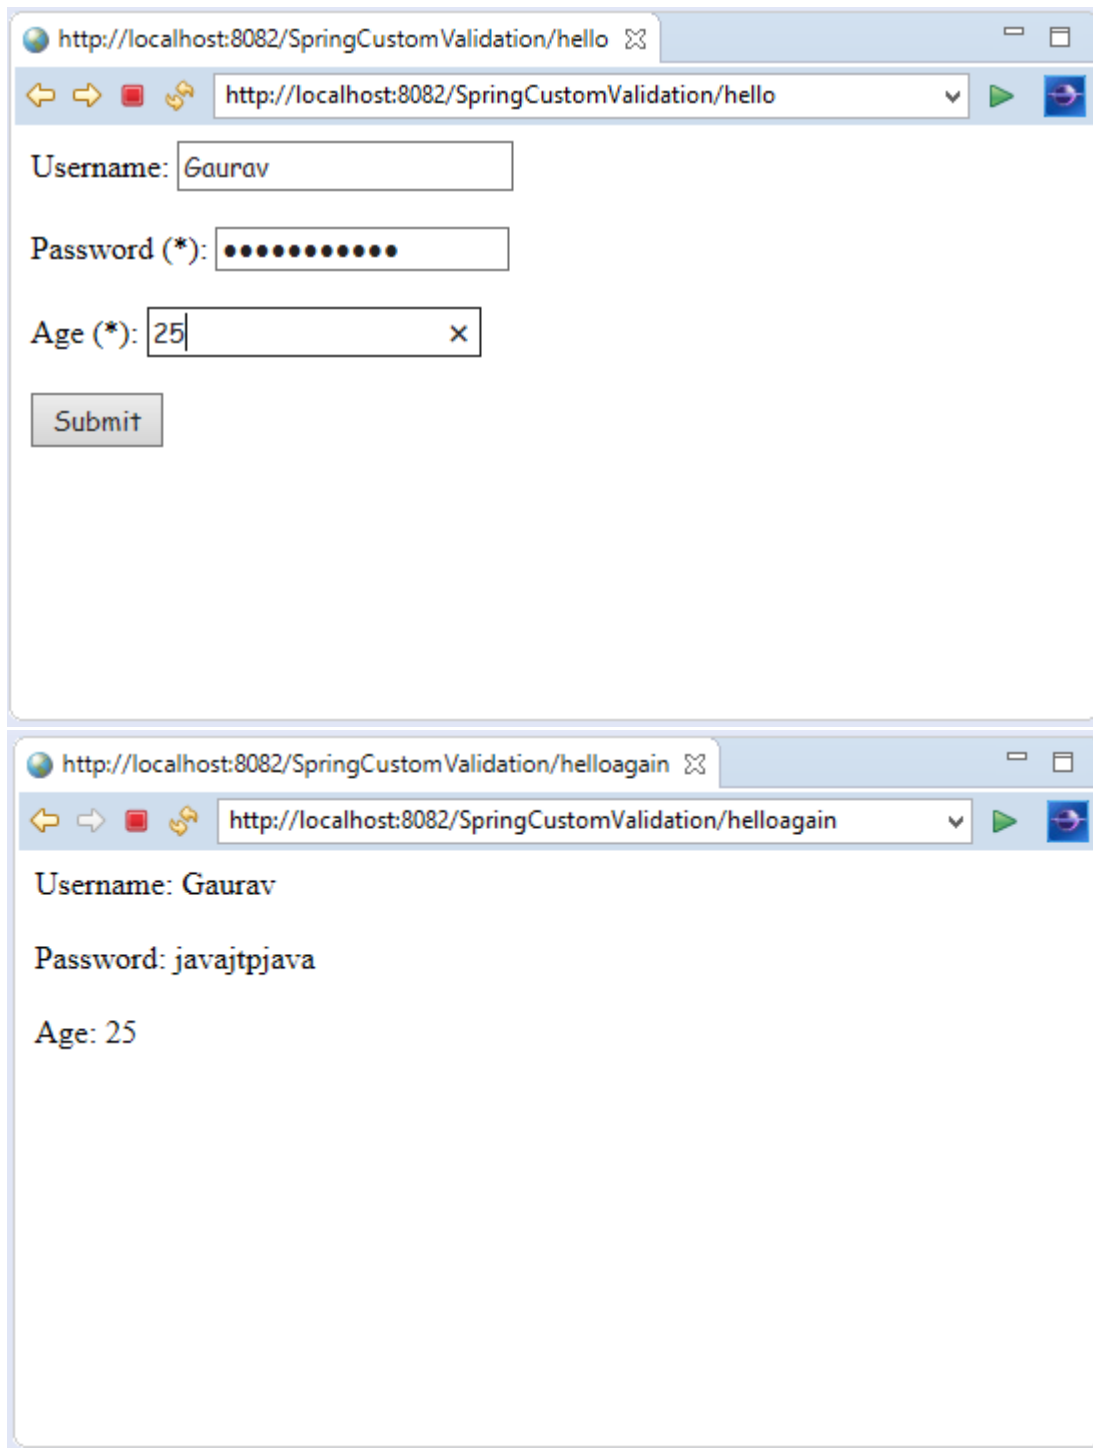 http://localhost:8082/SpringCustomValidation/hello
http://localhost:8082/SpringCustomValidation/hello
Username: Gaurav
Password (*): •••••••••••
Age (*): 25
Submit
http://localhost:8082/SpringCustomValidation/helloagain
http://localhost:8082/SpringCustomValidation/helloagain
Username: Gaurav
Password: javajtpjava
Age: 25